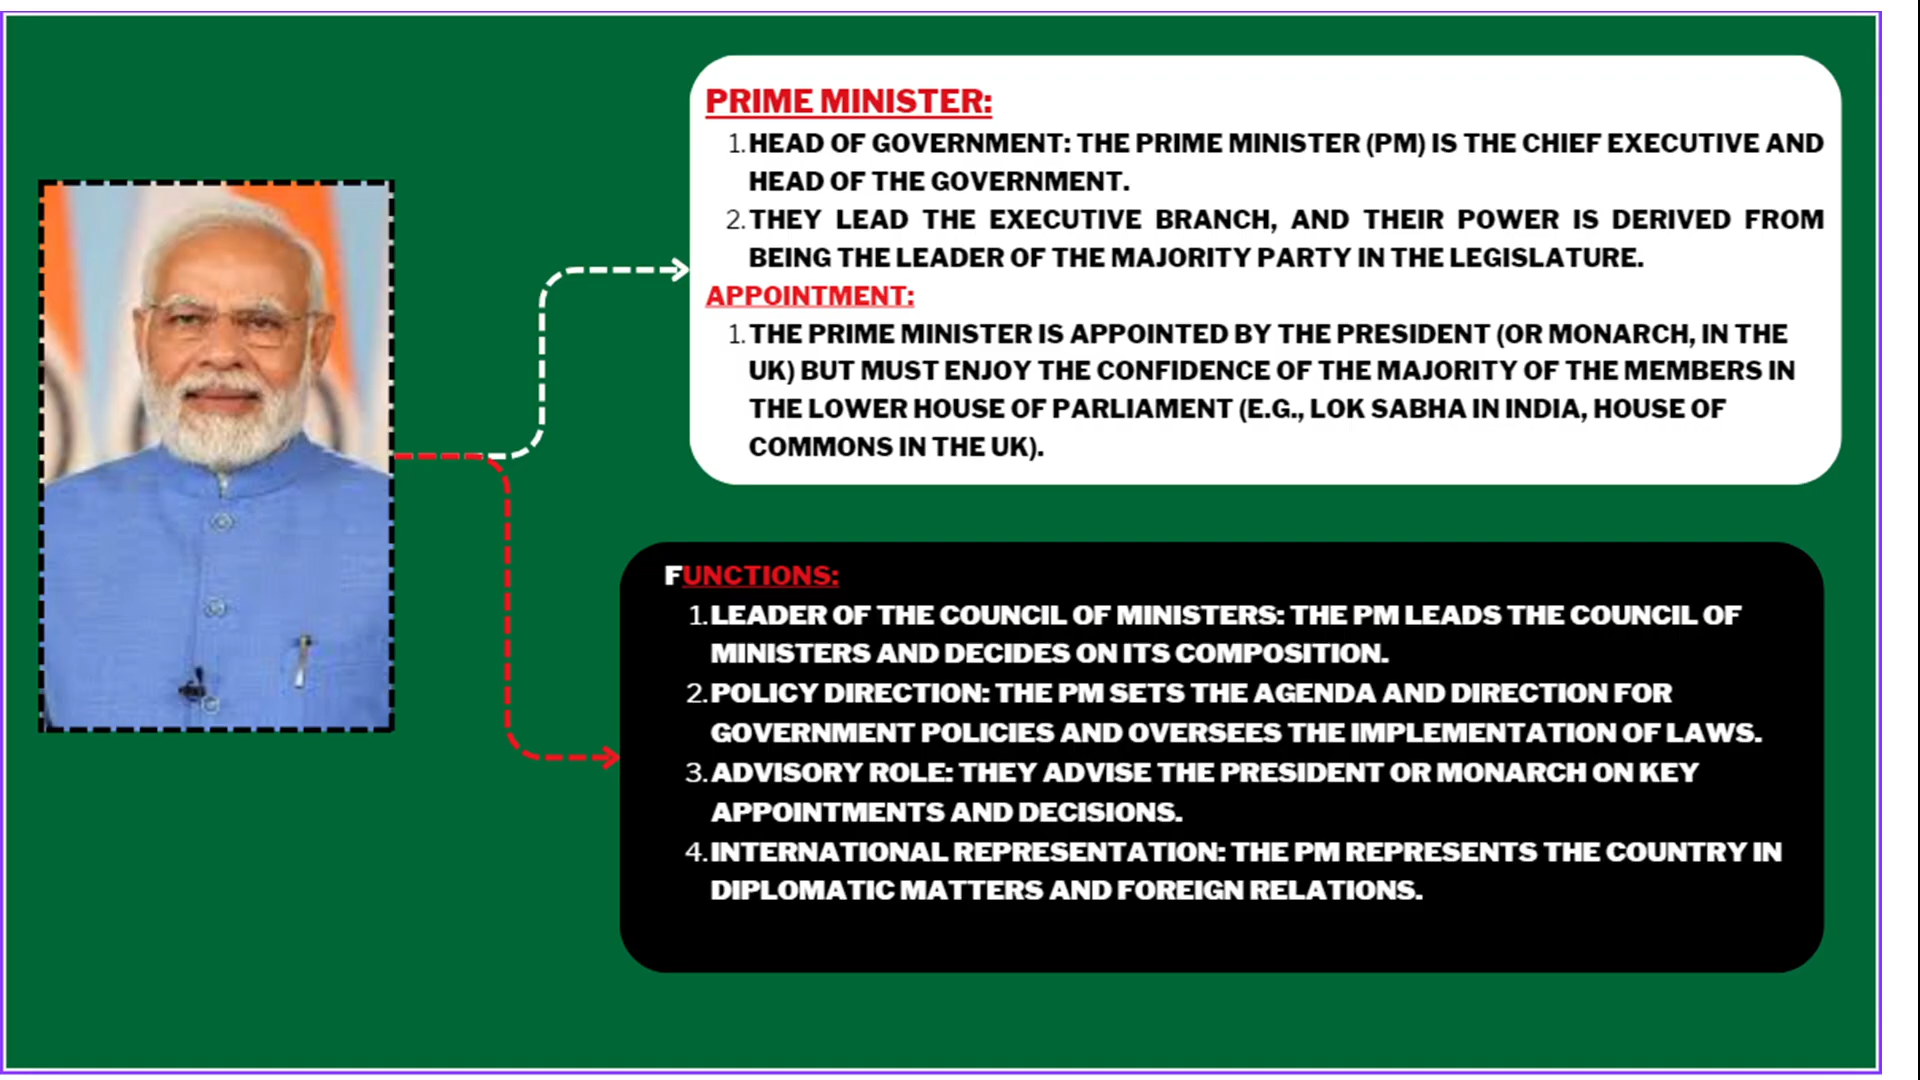 PRIME MINISTER:
1. HEAD OF GOVERNMENT: THE PRIME MINISTER (PM) IS THE CHIEF EXECUTIVE AND
HEAD OF THE GOVERNMENT.
2. THEY LEAD THE EXECUTIVE BRANCH, AND THEIR POWER IS DERIVED FROM
BEING THE LEADER OF THE MAJORITY PARTY IN THE LEGISLATURE.
APPOINTMENT:
1. THE PRIME MINISTER IS APPOINTED BY THE PRESIDENT (OR MONARCH, IN THE
UK) BUT MUST ENJOY THE CONFIDENCE OF THE MAJORITY OF THE MEMBERS IN
THE LOWER HOUSE OF PARLIAMENT (E.G., LOK SABHA IN INDIA, HOUSE OF
COMMONS IN THE UK).
FUNCTIONS:
1. LEADER OF THE COUNCIL OF MINISTERS: THE PM LEADS THE COUNCIL OF
MINISTERS AND DECIDES ON ITS COMPOSITION.
2. POLICY DIRECTION: THE PM SETS THE AGENDA AND DIRECTION FOR
GOVERNMENT POLICIES AND OVERSEES THE IMPLEMENTATION OF LAWS.
3. ADVISORY ROLE: THEY ADVISE THE PRESIDENT OR MONARCH ON KEY
APPOINTMENTS AND DECISIONS.
4. INTERNATIONAL REPRESENTATION: THE PM REPRESENTS THE COUNTRY IN
DIPLOMATIC MATTERS AND FOREIGN RELATIONS.